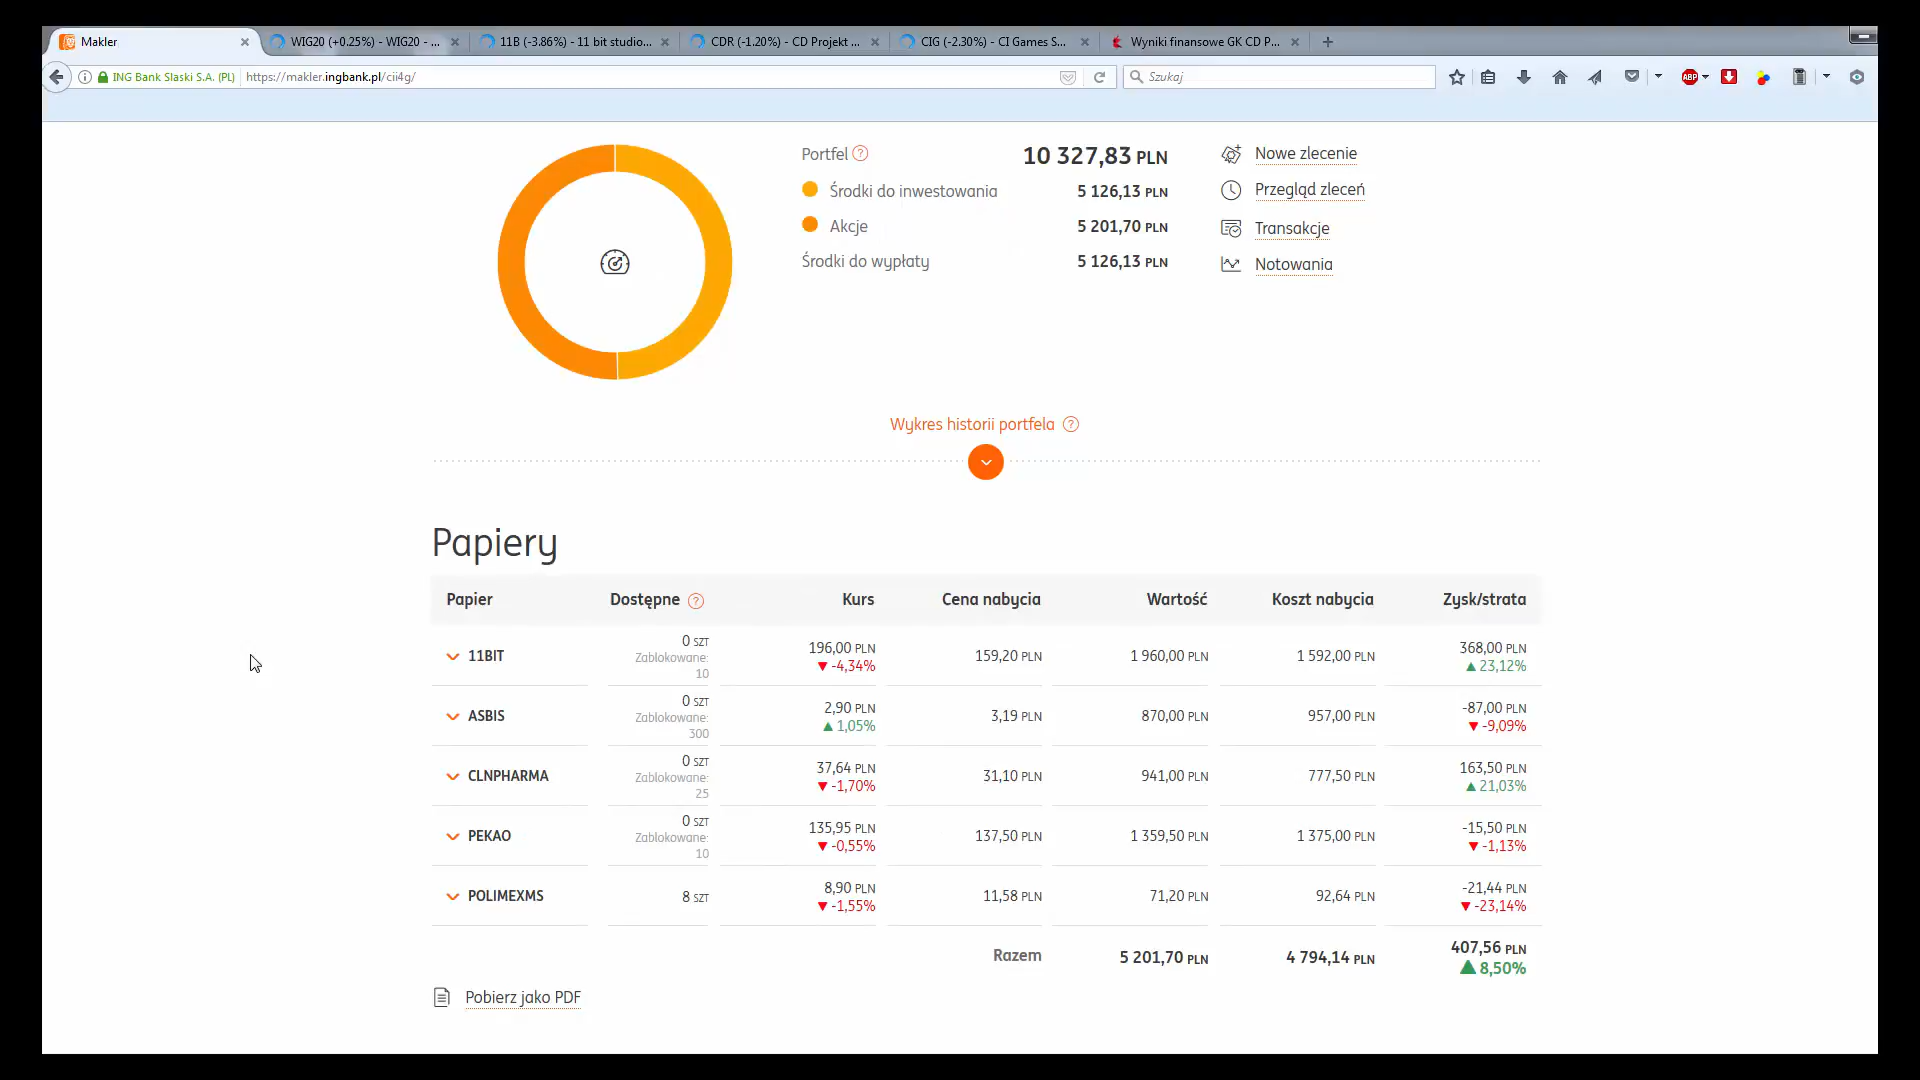 Makler
WIG20 (+0.25%) - WIG20 - ...
11B (-3.86%) - 11 bit studio...
CDR (-1.20%) - CD Projekt ...
CIG (-2.30%) - CI Games S...
Wyniki finansowe GK CD P...
ING Bank Slaski S.A. (PL)
https://makler.ingbank.pl/cii4g/
Szukaj
ABP
Portfel ?
10 327,83 PLN
Środki do inwestowania
5 126,13 PLN
Akcje
5 201,70 PLN
Środki do wypłaty
5 126,13 PLN
Nowe zlecenie
Przegląd zleceń
Transakcje
Notowania
Wykres historii portfela ?
Papiery
Papier Dostępne ? Kurs Cena nabycia Wartość Koszt nabycia Zysk/strata
11BIT
0 SZT
Zablokowane:
10
196,00 PLN
▼ -4,34%
159,20 PLN
1 960,00 PLN
1 592,00 PLN
368,00 PLN
▲ 23,12%
ASBIS
0 SZT
Zablokowane:
300
2,90 PLN
▲ 1,05%
3,19 PLN
870,00 PLN
957,00 PLN
-87,00 PLN
▼ -9,09%
CLNPHARMA
0 SZT
Zablokowane:
25
37,64 PLN
▼ -1,70%
31,10 PLN
941,00 PLN
777,50 PLN
163,50 PLN
▲ 21,03%
PEKAO
0 SZT
Zablokowane:
10
135,95 PLN
▼ -0,55%
137,50 PLN
1 359,50 PLN
1 375,00 PLN
-15,50 PLN
▼ -1,13%
POLIMEXMS
8 SZT
8,90 PLN
▼ -1,55%
11,58 PLN
71,20 PLN
92,64 PLN
-21,44 PLN
▼ -23,14%
Razem
5 201,70 PLN
4 794,14 PLN
407,56 PLN
▲ 8,50%
Pobierz jako PDF